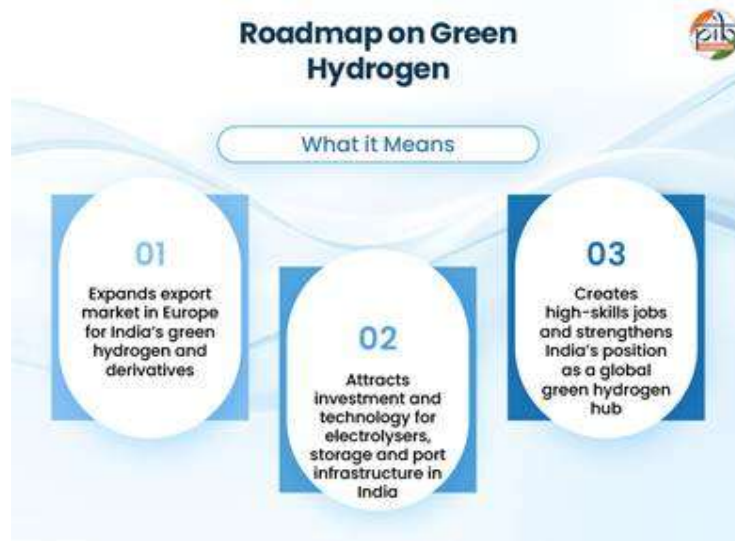 Roadmap on Green
Hydrogen
pib
What it Means
01
Expands export
market in Europe
for India's green
hydrogen and
derivatives
02
Attracts
investment and
technology for
electrolysers,
storage and port
infrastructure in
India
03
Creates
high-skills jobs
and strengthens
India's position
as a global
green hydrogen
hub